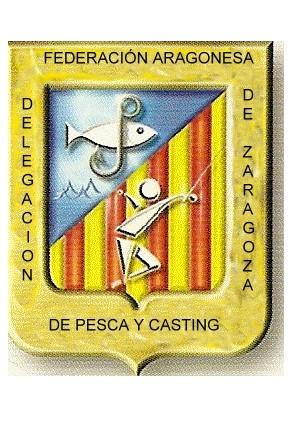 FEDERACIÓN ARAGONESA
DE PESCA Y CASTING
DELEGACION
DE ZARAGOZA